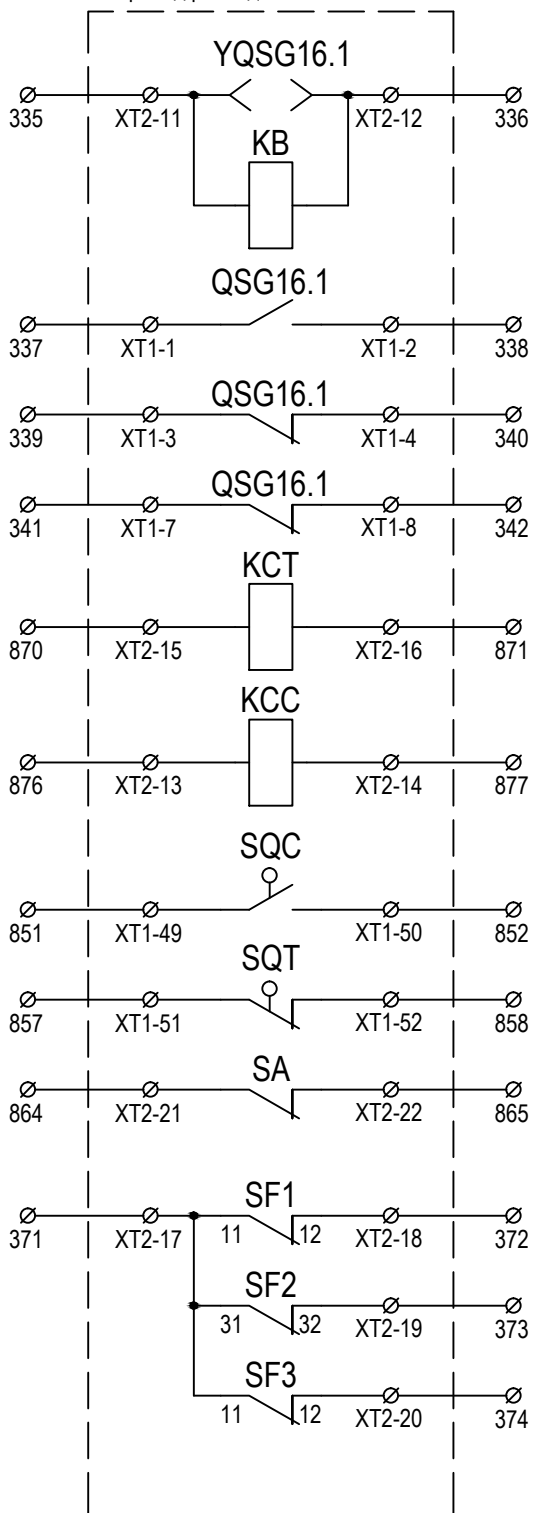 YQSG16.1
335 XT2-11 XT2-12 336
KB
QSG16.1
337 XT1-1 XT1-2 338
QSG16.1
339 XT1-3 XT1-4 340
QSG16.1
341 XT1-7 XT1-8 342
KCT
870 XT2-15 XT2-16 871
KCC
876 XT2-13 XT2-14 877
SQC
851 XT1-49 XT1-50 852
SQT
857 XT1-51 XT1-52 858
SA
864 XT2-21 XT2-22 865
SF1
371 XT2-17 11 12 XT2-18 372
SF2
31 32 XT2-19 373
SF3
11 12 XT2-20 374